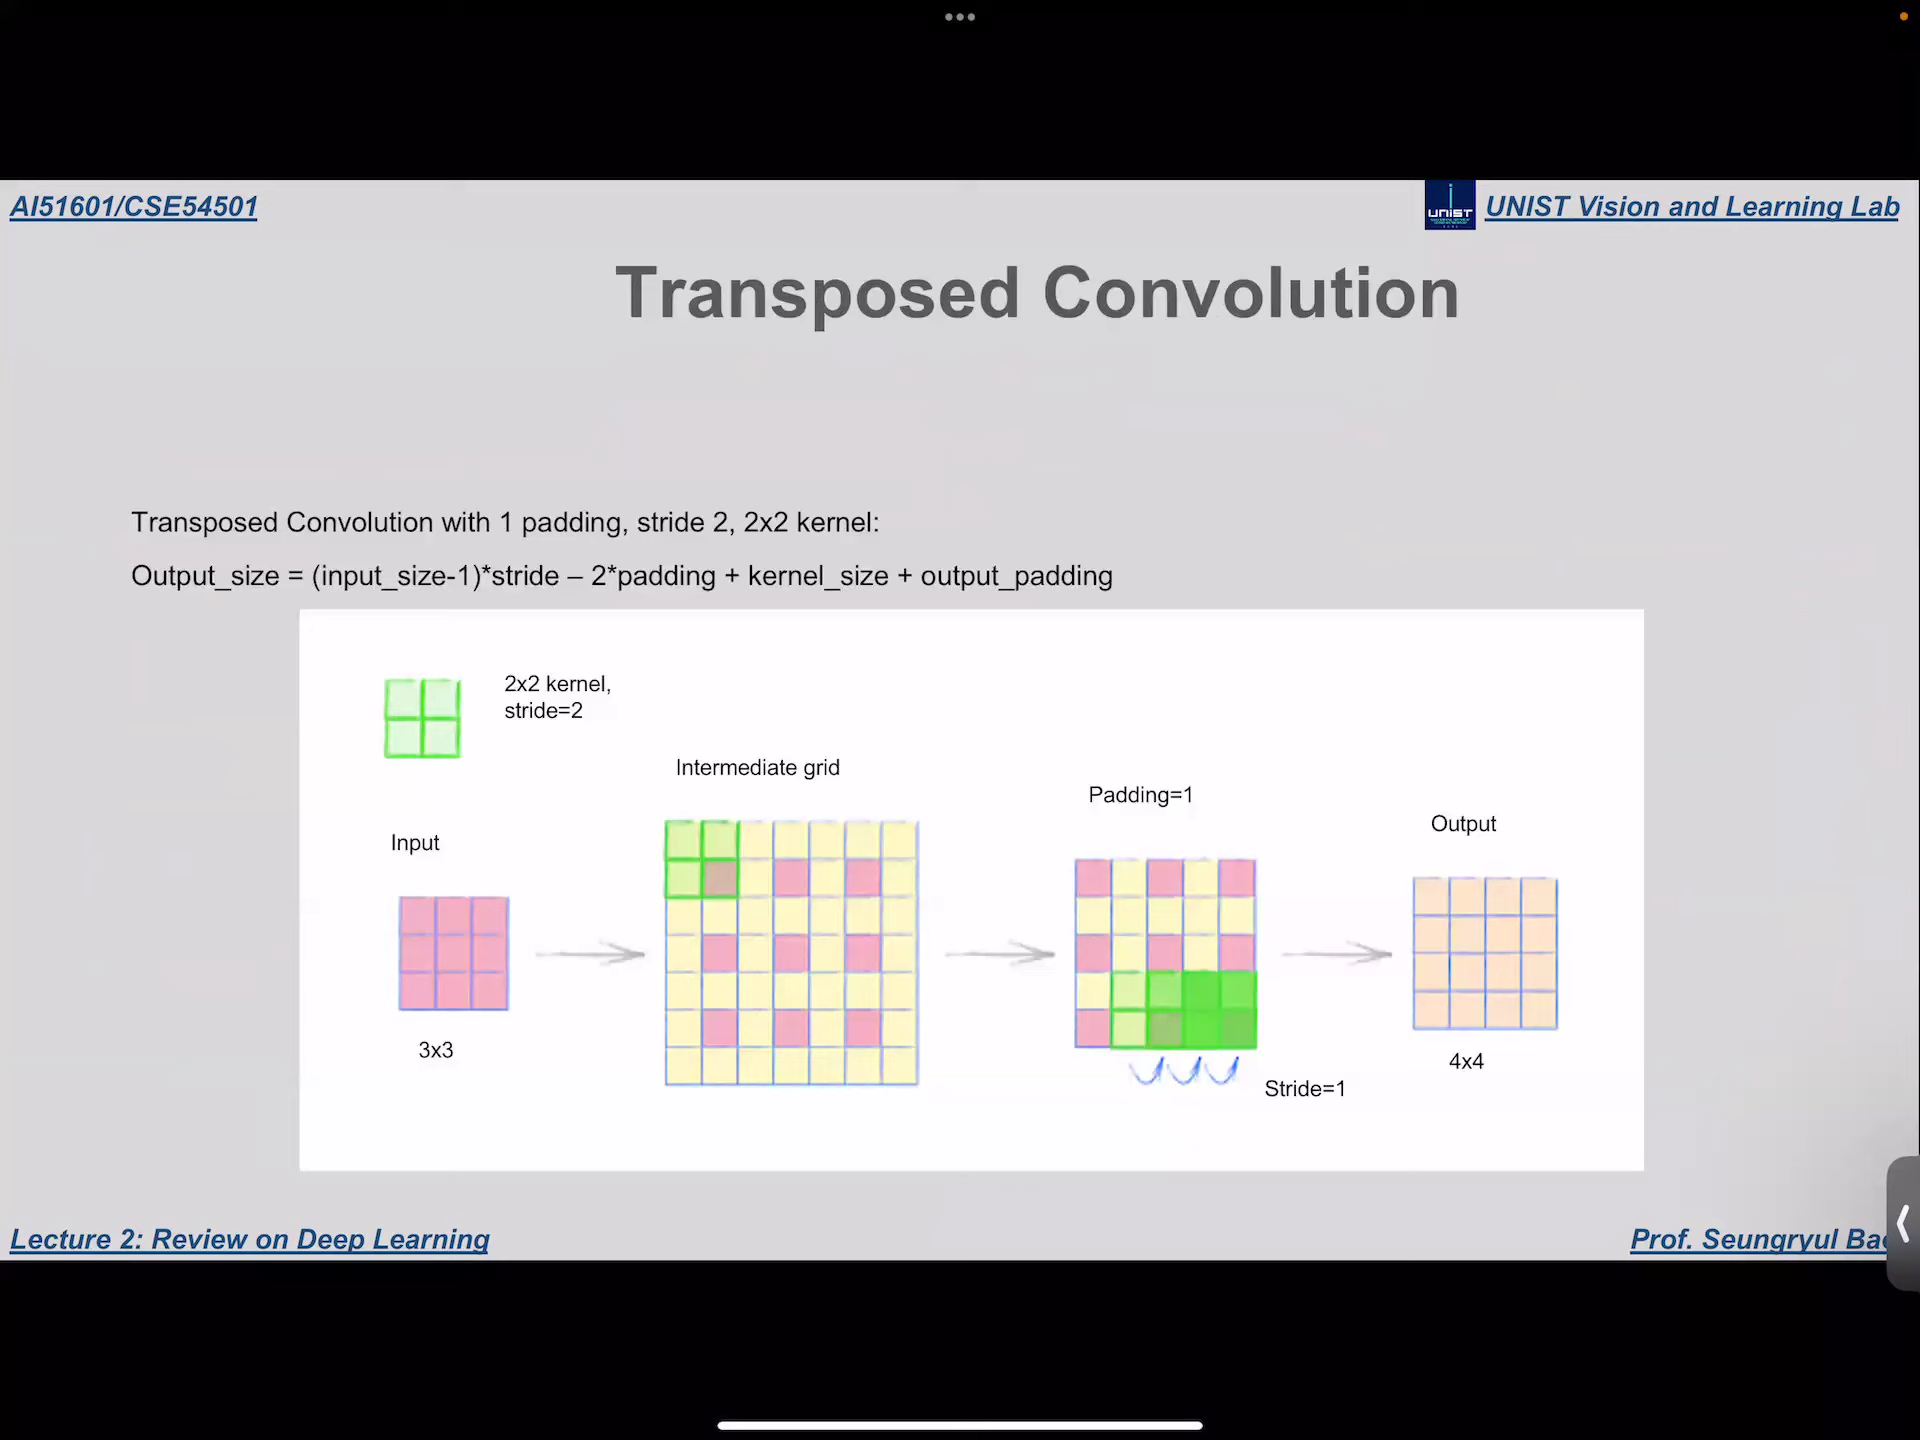 AI51601/CSE54501
UNIST
UNIST Vision and Learning Lab
Transposed Convolution
Transposed Convolution with 1 padding, stride 2, 2x2 kernel:
Output_size = (input_size-1)*stride – 2*padding + kernel_size + output_padding
2x2 kernel,
stride=2
Intermediate grid
Padding=1
Output
Input
3x3
4x4
Stride=1
Lecture 2: Review on Deep Learning
Prof. Seungryul